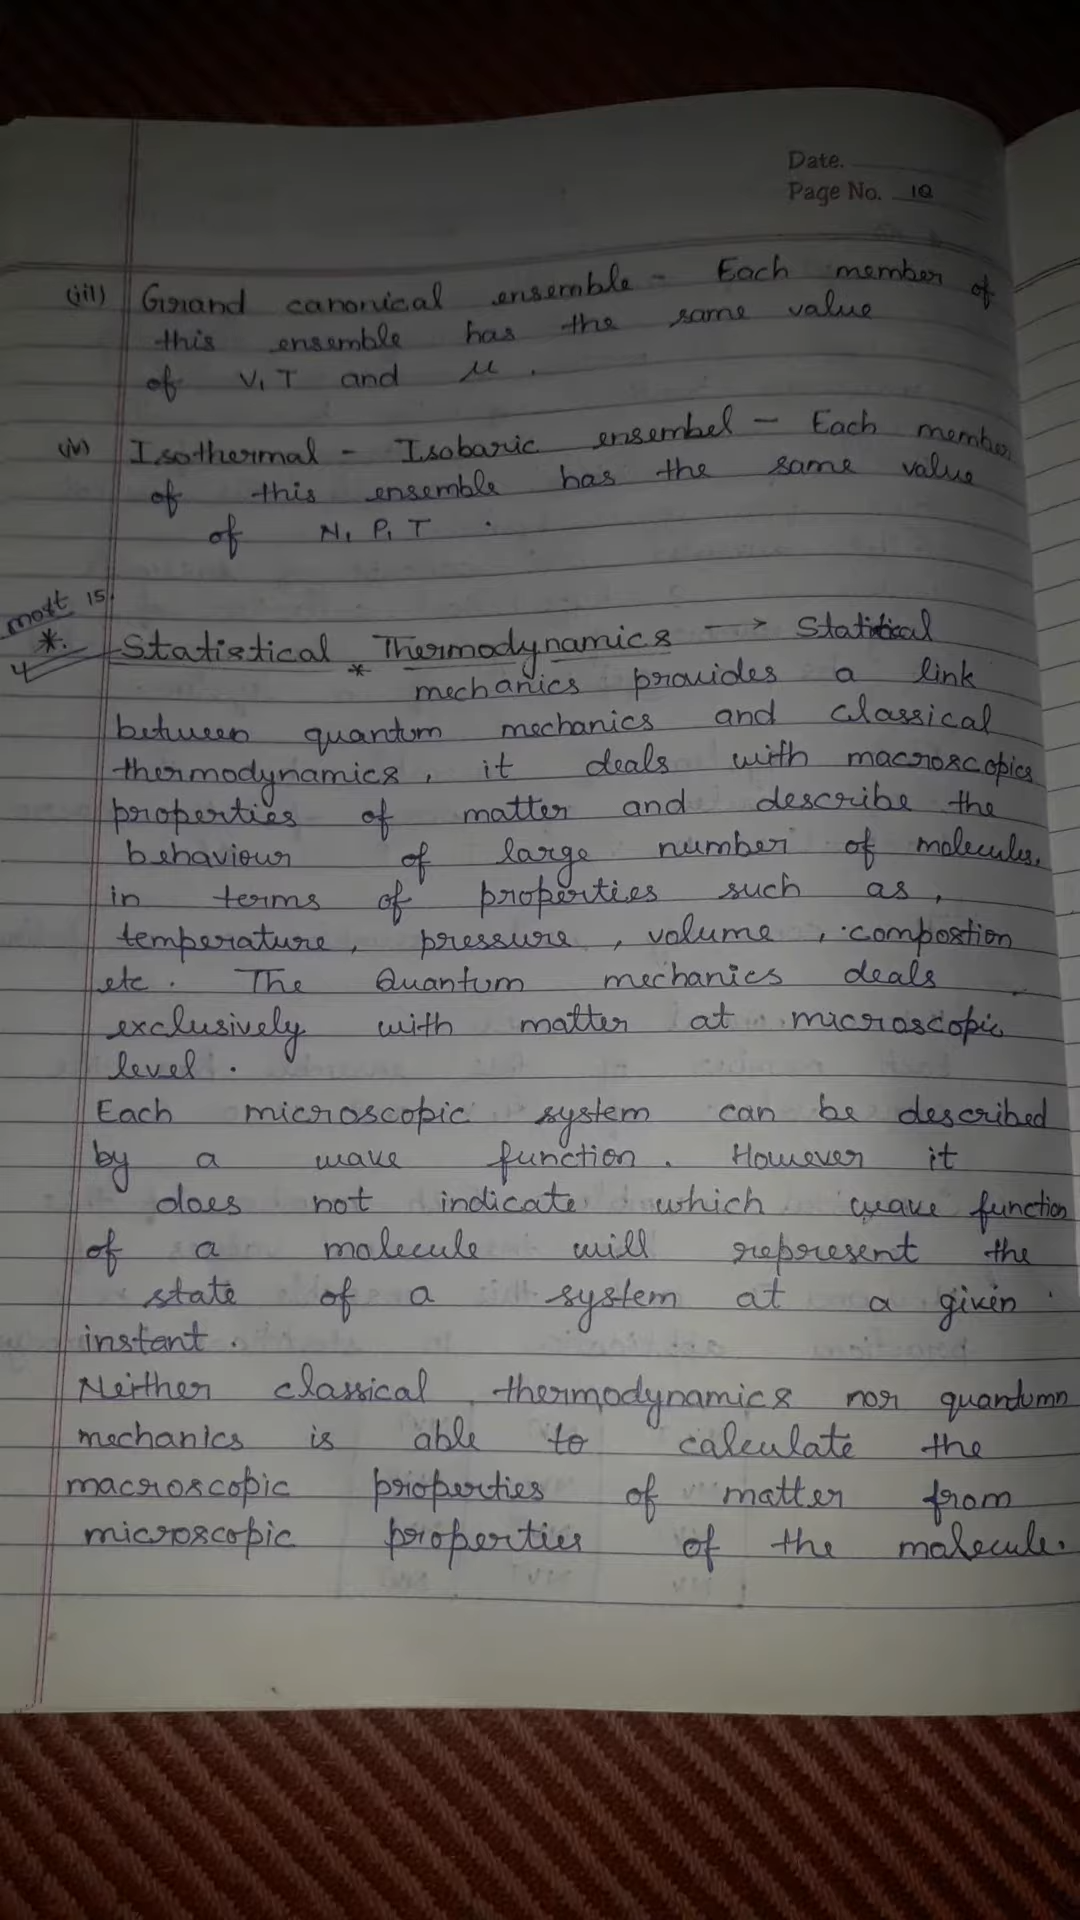 Date.
Page No. 10
(iii) Grand canonical ensemble - Each member of
this ensemble has the same value
of V, T and μ.
(iv) Isothermal - Isobaric ensembel - Each member
of this ensemble has the same value
of N, P, T .
15
* Statistical Thermodynamics → Statistical
* mechanics provides a link
between quantum mechanics and classical
thermodynamics, it deals with macroscopics
properties of matter and describe the
behaviour of large number of molecules,
in terms of properties such as,
temperature, pressure, volume, compostion
etc. The Quantum mechanics deals
exclusively with matter at microscopic
level.
Each microscopic system can be described
by a wave function. However it
does not indicate which wave function
of a molecule will represent the
state of a system at a given
instant.
Neither classical thermodynamics nor quantumn
mechanics is able to calculate the
macroscopic properties of matter from
microscopic properties of the molecule.